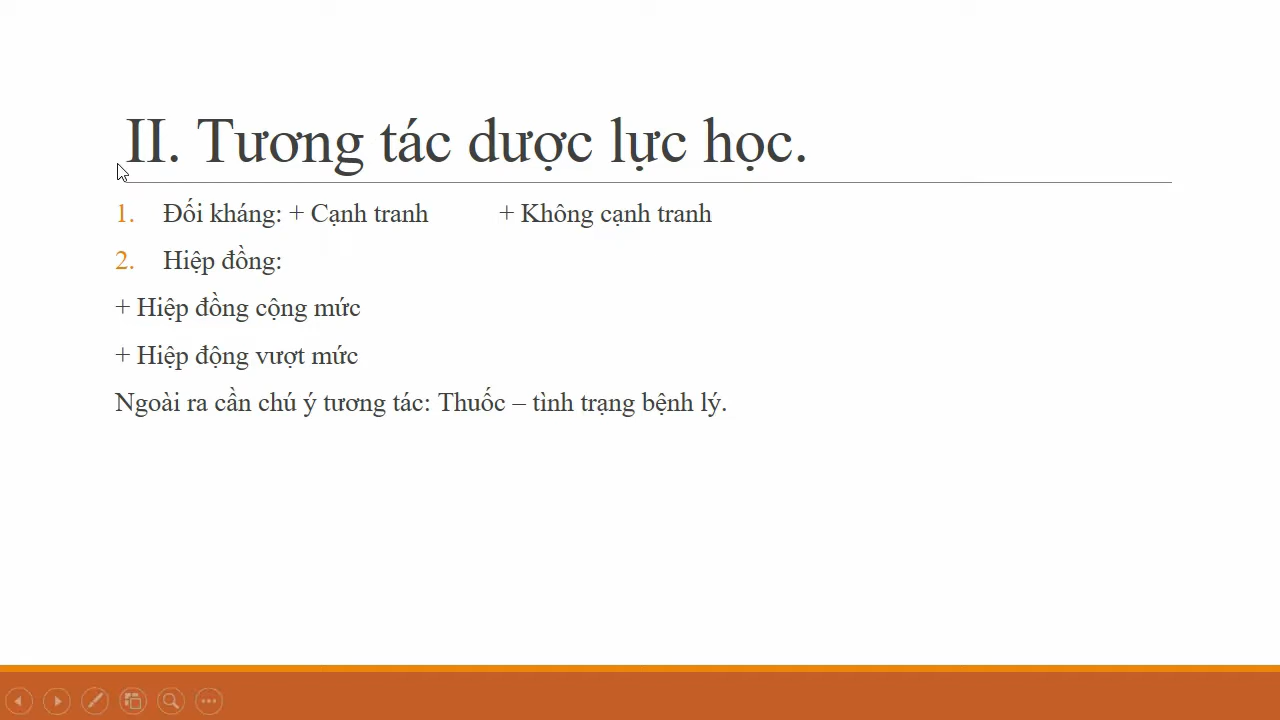 II. Tương tác dược lực học.
1. Đối kháng: + Cạnh tranh + Không cạnh tranh
2. Hiệp đồng:
+ Hiệp đồng cộng mức
+ Hiệp động vượt mức
Ngoài ra cần chú ý tương tác: Thuốc – tình trạng bệnh lý.